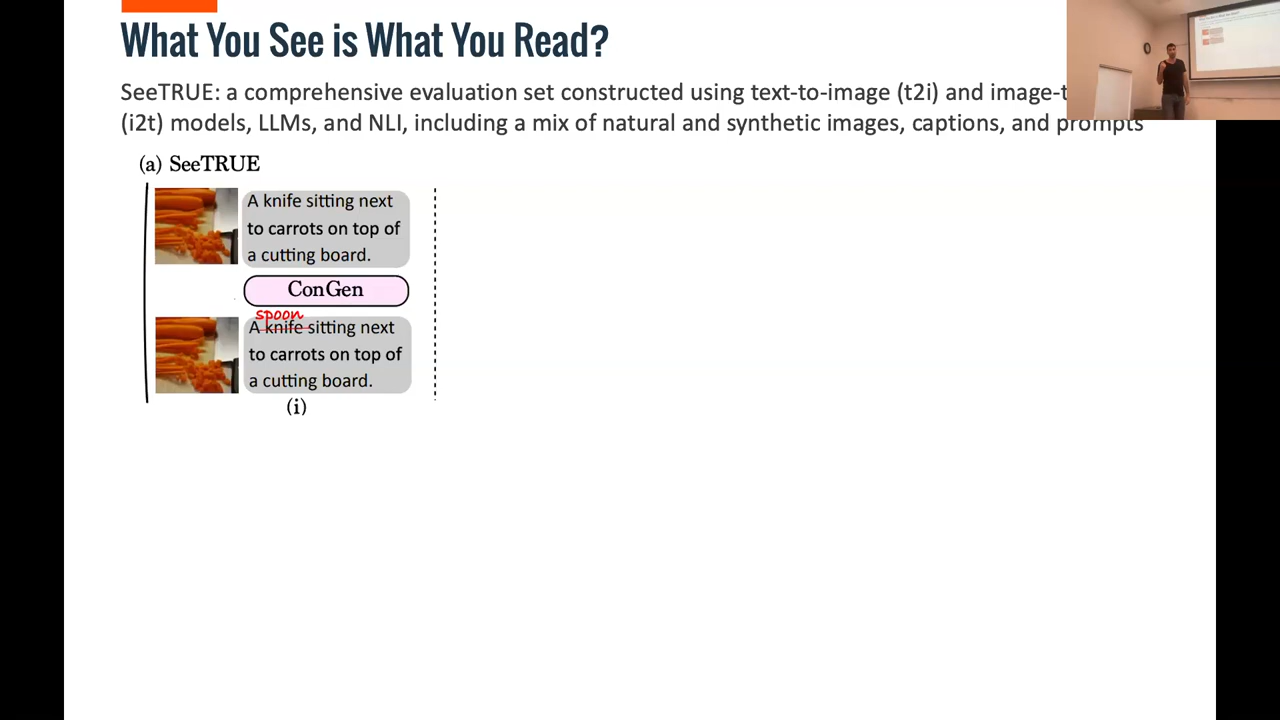 What You See is What You Read?
SeeTRUE: a comprehensive evaluation set constructed using text-to-image (t2i) and image-t
(i2t) models, LLMs, and NLI, including a mix of natural and synthetic images, captions, and prompts
(a) SeeTRUE
A knife sitting next
to carrots on top of
a cutting board.
ConGen
spoon
A knife sitting next
to carrots on top of
a cutting board.
(i)